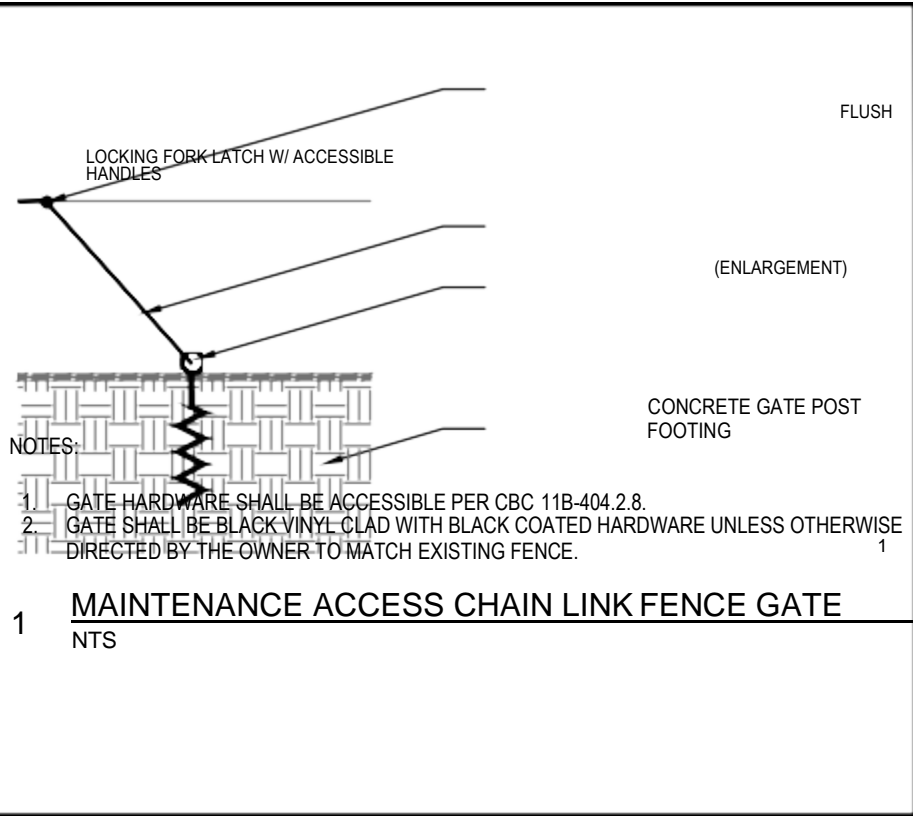 FLUSH
LOCKING FORK LATCH W/ ACCESSIBLE
HANDLES
(ENLARGEMENT)
CONCRETE GATE POST
FOOTING
NOTES:
1. GATE HARDWARE SHALL BE ACCESSIBLE PER CBC 11B-404.2.8.
2. GATE SHALL BE BLACK VINYL CLAD WITH BLACK COATED HARDWARE UNLESS OTHERWISE
DIRECTED BY THE OWNER TO MATCH EXISTING FENCE.
1
1 MAINTENANCE ACCESS CHAIN LINK FENCE GATE
NTS